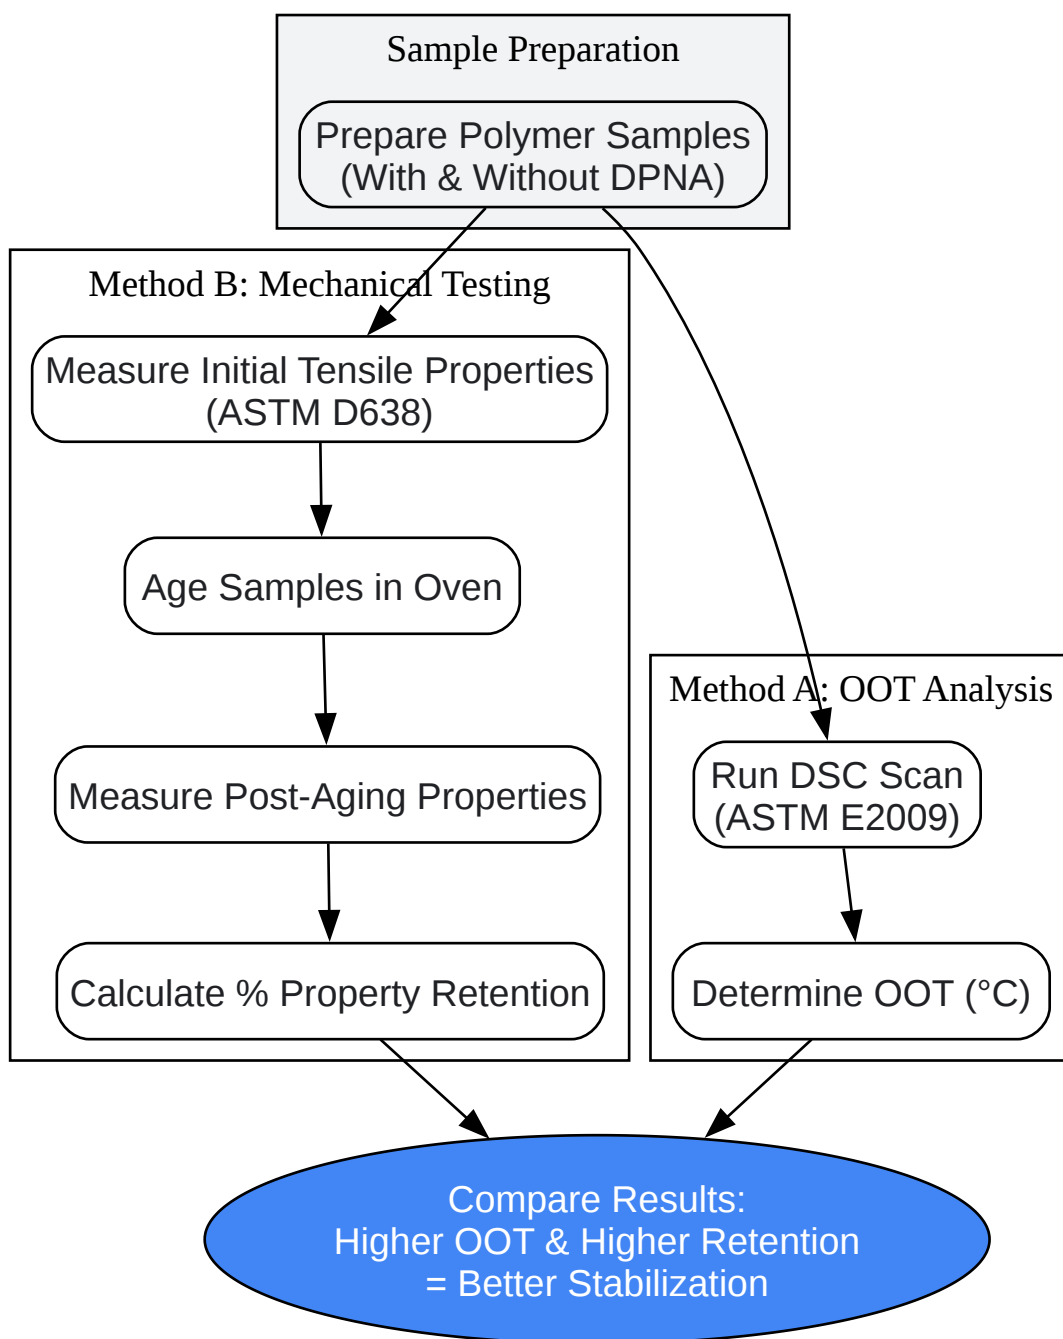 Sample Preparation
Prepare Polymer Samples
(With & Without DPNA)
Method B: Mechanical Testing
Measure Initial Tensile Properties
(ASTM D638)
Age Samples in Oven
Measure Post-Aging Properties
Calculate % Property Retention
Method A: OOT Analysis
Run DSC Scan
(ASTM E2009)
Determine OOT (°C)
Compare Results:
Higher OOT & Higher Retention
= Better Stabilization